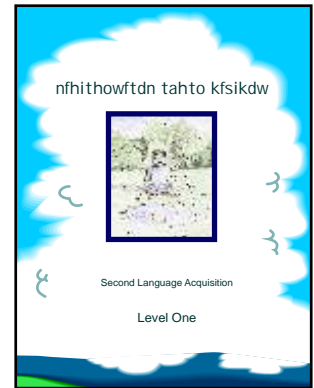 nfhithowftdn tahto kfsikdw
Second Language Acquisition
Level One